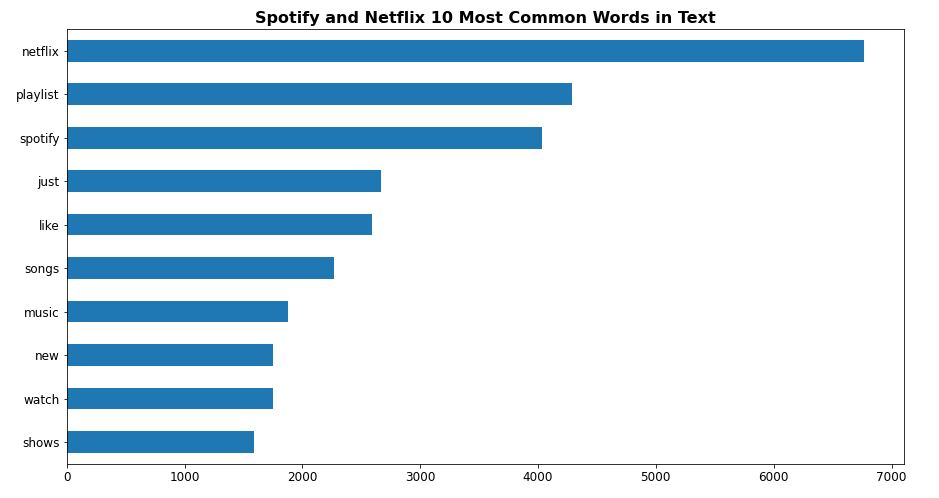 Spotify and Netflix 10 Most Common Words in Text
netflix
playlist
spotify
just
like
songs
music
new
watch
shows
0 1000 2000 3000 4000 5000 6000 7000